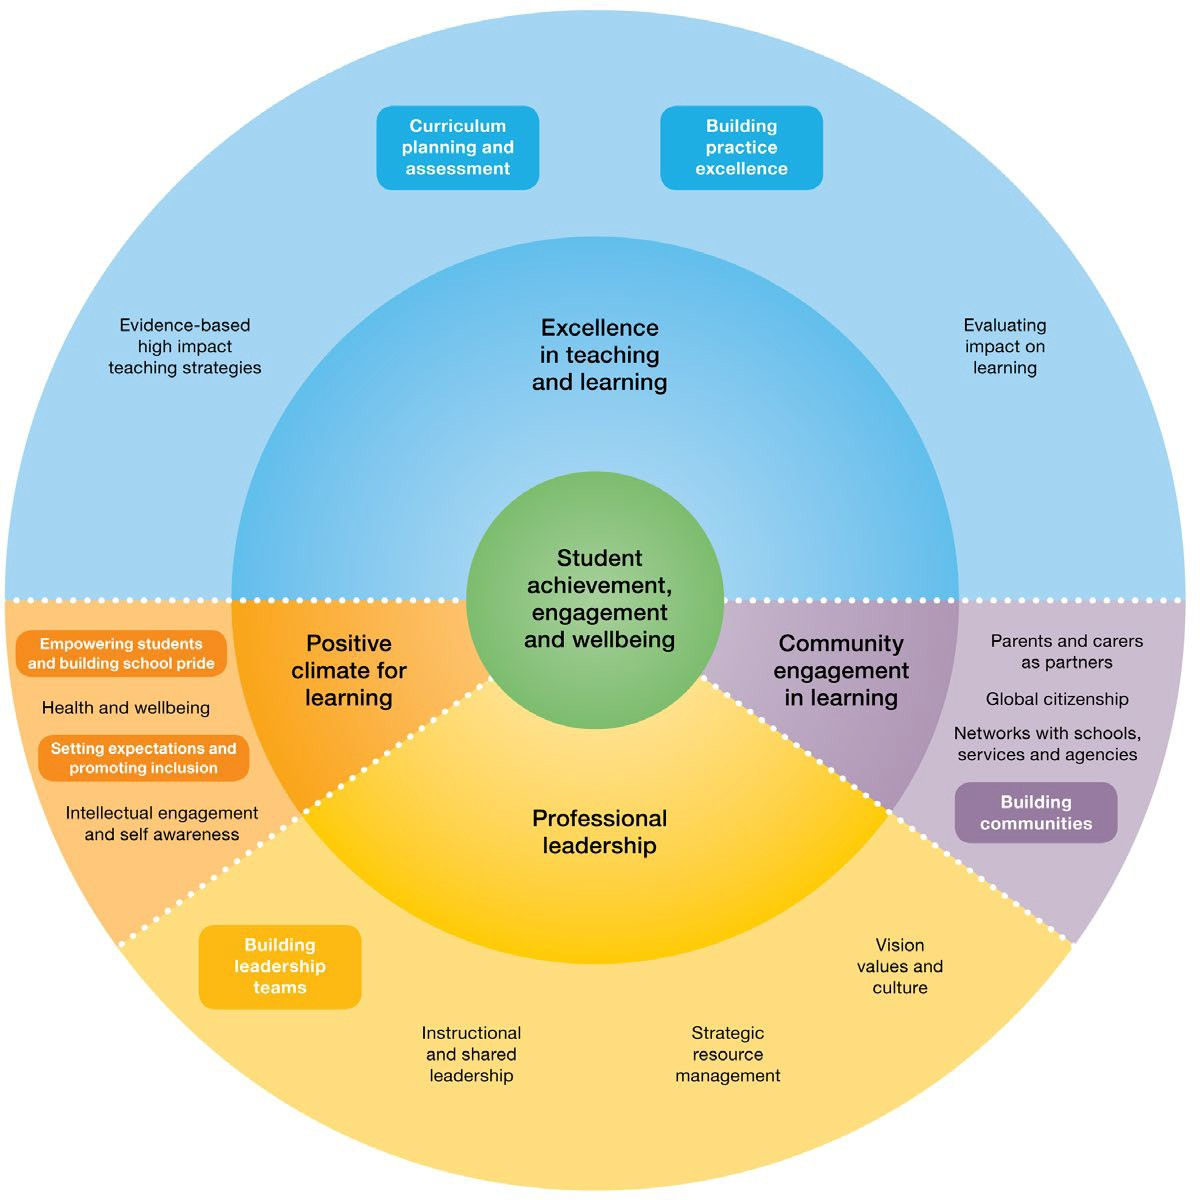 Curriculum
planning and
assessment
Building
practice
excellence
Evidence-based
high impact
teaching strategies
Excellence
in teaching
and learning
Evaluating
impact on
learning
Student
achievement,
engagement
and wellbeing
Positive
climate for
learning
Community
engagement
in learning
Empowering students
and building school pride
Health and wellbeing
Setting expectations and
promoting inclusion
Intellectual engagement
and self awareness
Parents and carers
as partners
Global citizenship
Networks with schools,
services and agencies
Building
communities
Professional
leadership
Building
leadership
teams
Instructional
and shared
leadership
Strategic
resource
management
Vision
values and
culture